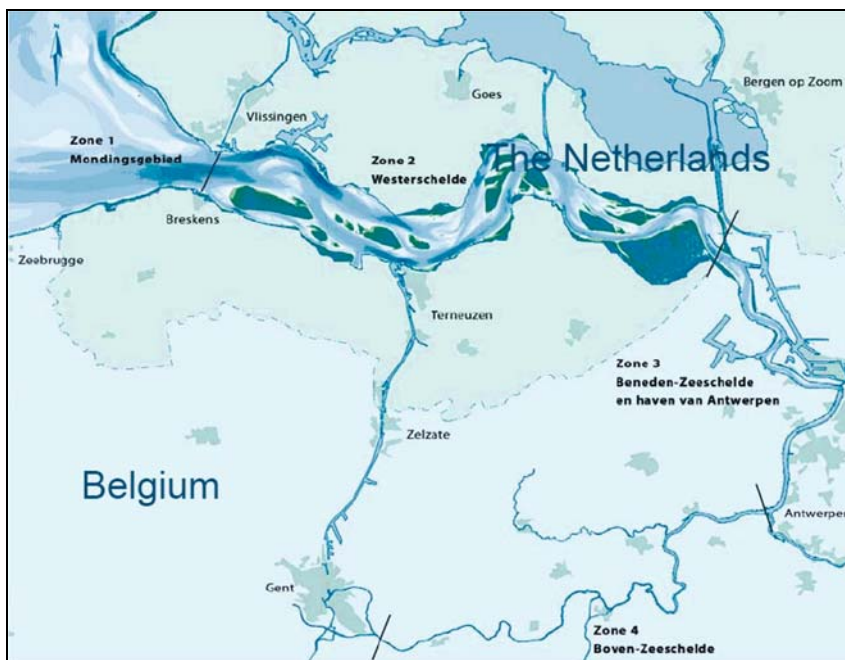 N
Bergen op Zoom
Goes
Vlissingen
Zone 1
Mondingsgebied
Zone 2
Westerschelde
The Netherlands
Breskens
Zeebrugge
Terneuzen
Zone 3
Beneden-Zeeschelde
en haven van Antwerpen
Zelzate
Belgium
Antwerpen
Gent
Zone 4
Boven-Zeeschelde